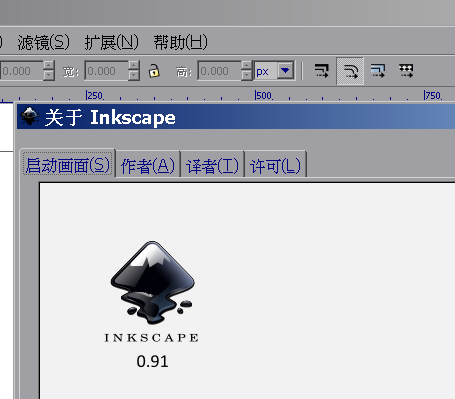 ) 滤镜(S) 扩展(N) 帮助(H)
0.000 宽: 0.000 高: 0.000 px
250 500 750
关于 Inkscape
启动画面(S) 作者(A) 译者(T) 许可(L)
INKSCAPE
0.91